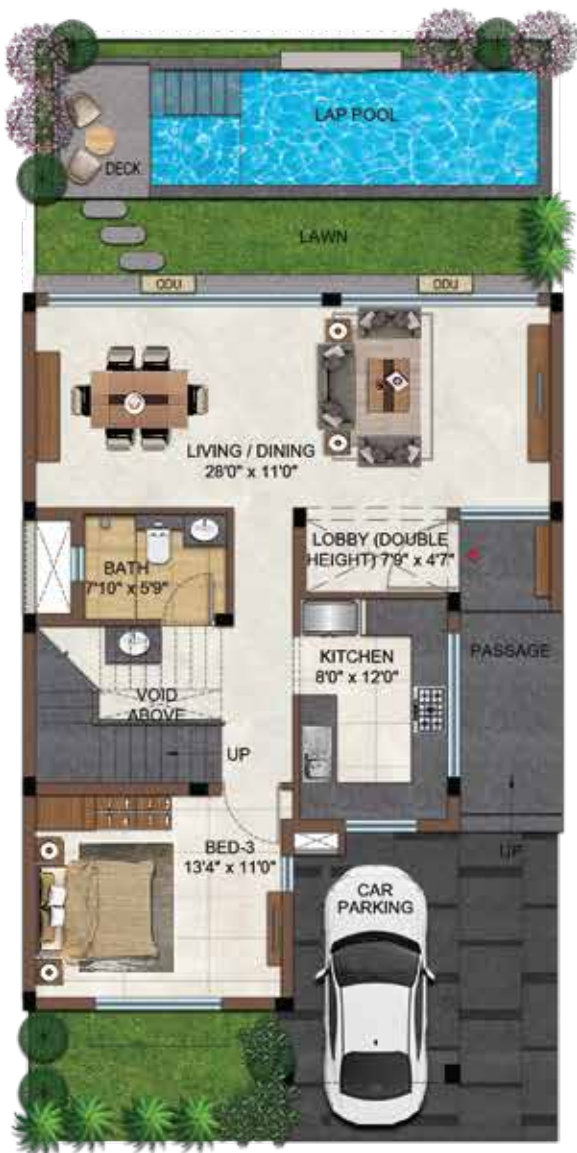 LAP POOL
DECK
LAWN
ODU
ODU
LIVING / DINING
28'0" x 11'0"
LOBBY (DOUBLE
HEIGHT) 7'9" x 4'7"
BATH
7'10" x 5'9"
KITCHEN
8'0" x 12'0"
PASSAGE
VOID
ABOVE
UP
BED-3
13'4" x 11'0"
UP
CAR
PARKING